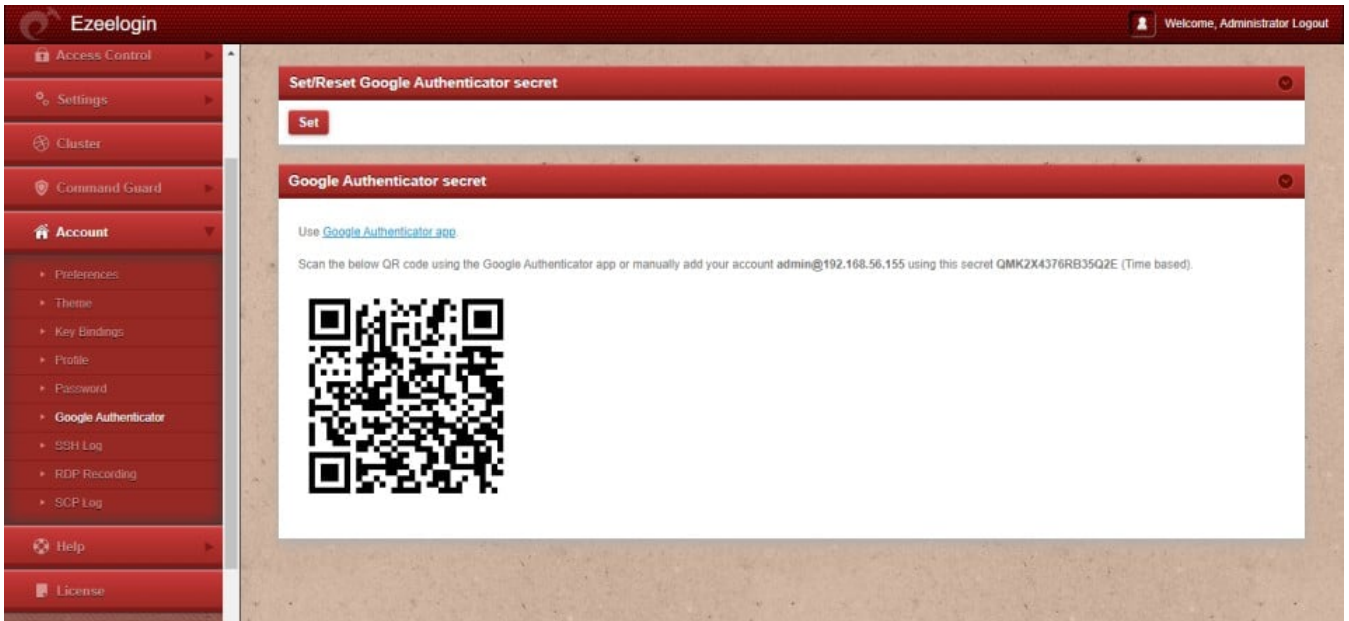 Ezeelogin
Welcome, Administrator Logout
Access Control
Settings
Cluster
Command Guard
Account
Preferences
Theme
Key Bindings
Profile
Password
Google Authenticator
SSH Log
RDP Recording
SCP Log
Help
License
Set/Reset Google Authenticator secret
Set
Google Authenticator secret
Use Google Authenticator app.
Scan the below QR code using the Google Authenticator app or manually add your account admin@192.168.56.155 using this secret QMK2X4376RB35Q2E (Time based).